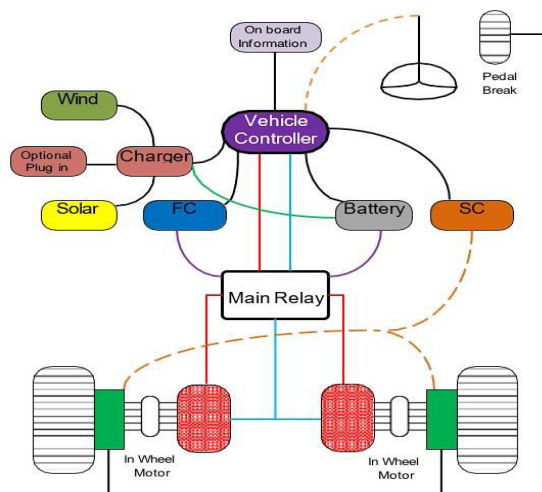 On board
Information
Pedal
Break
Wind
Vehicle
Controller
Optional
Plug in
Charger
Solar
FC
Battery
SC
Main Relay
In Wheel
Motor
In Wheel
Motor